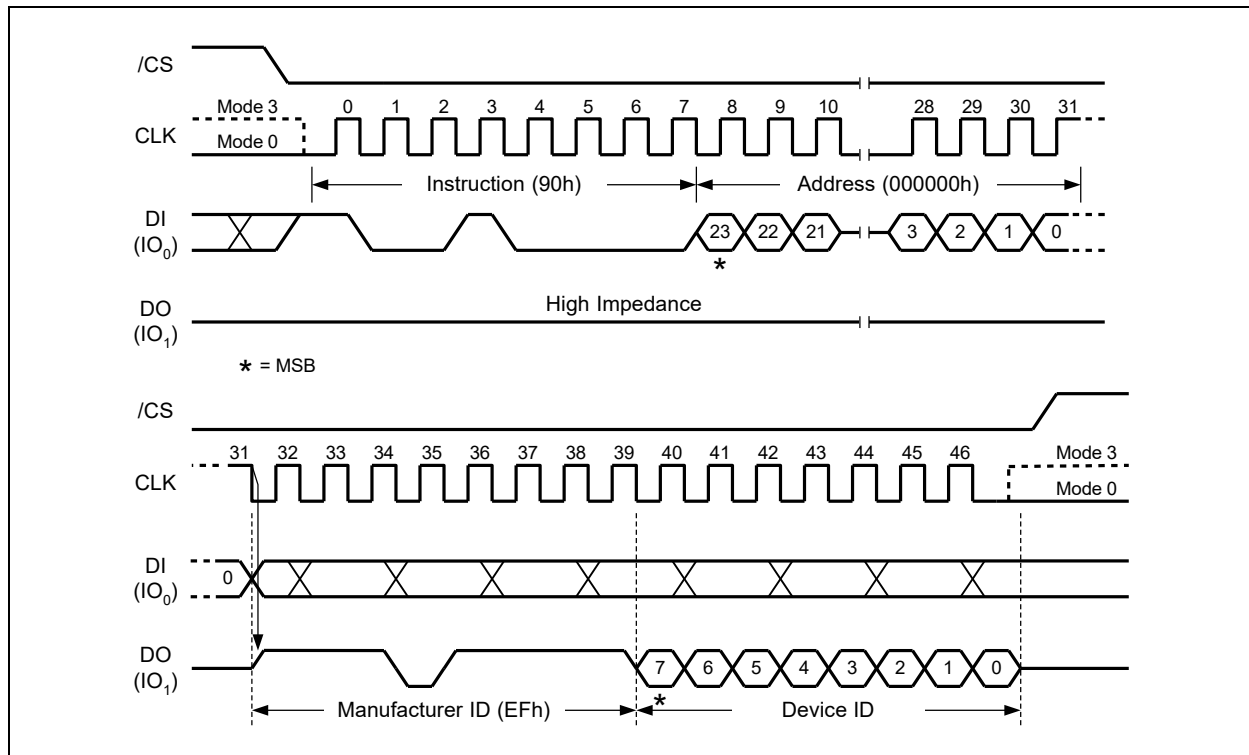 /CS
Mode 3 0 1 2 3 4 5 6 7 8 9 10 28 29 30 31
CLK Mode 0
Instruction (90h) Address (000000h)
DI
(IO0) 23 22 21 3 2 1 0
*
High Impedance
DO
(IO1)
* = MSB
/CS
31 32 33 34 35 36 37 38 39 40 41 42 43 44 45 46 Mode 3
CLK Mode 0
DI 0
(IO0)
DO 7 6 5 4 3 2 1 0
(IO1)
*
Manufacturer ID (EFh) Device ID